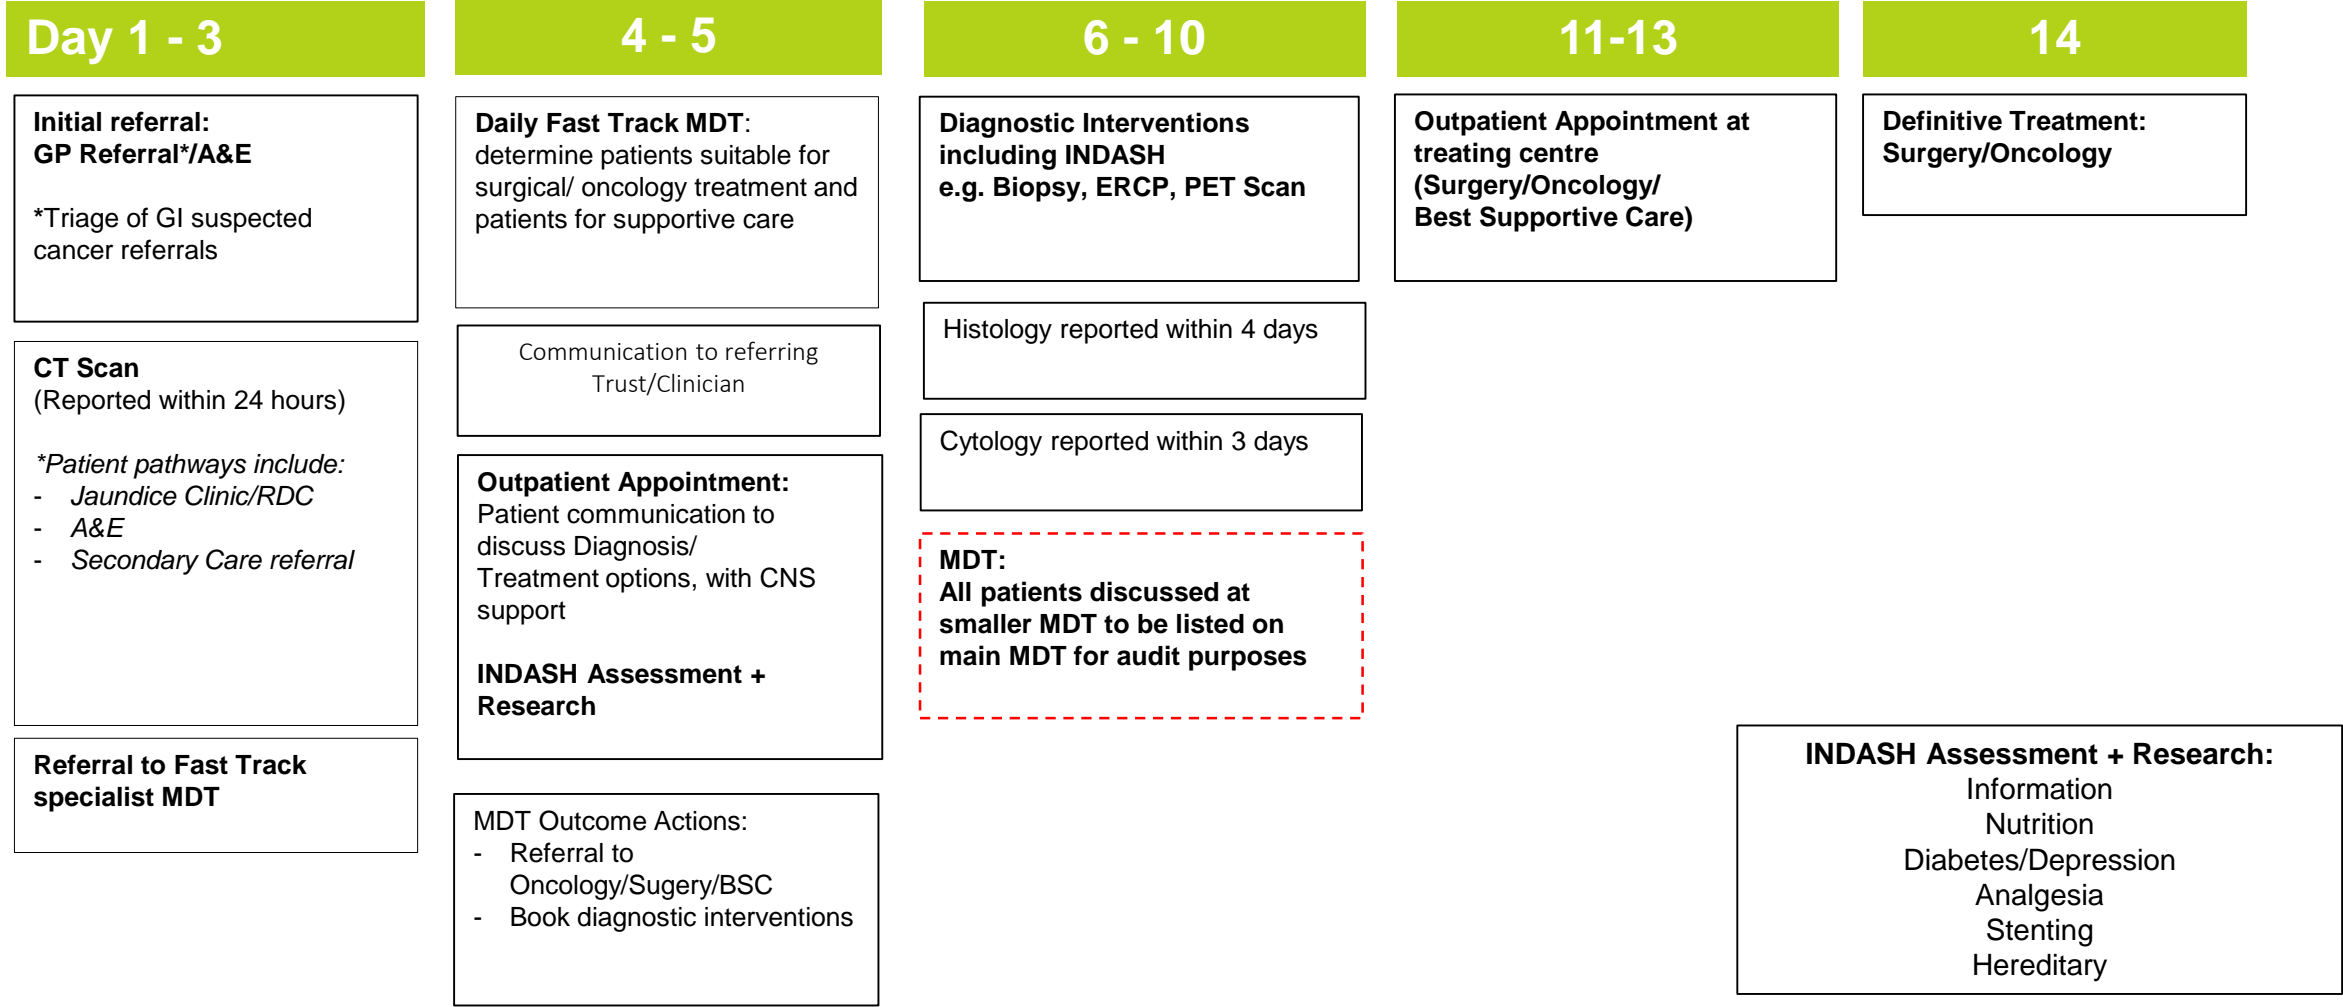 Day 1 - 3
Initial referral:
GP Referral*/A&E
*Triage of GI suspected
cancer referrals
CT Scan
(Reported within 24 hours)
*Patient pathways include:
- Jaundice Clinic/RDC
- A&E
- Secondary Care referral
Referral to Fast Track
specialist MDT
4 - 5
Daily Fast Track MDT:
determine patients suitable for
surgical/ oncology treatment and
patients for supportive care
Communication to referring
Trust/Clinician
Outpatient Appointment:
Patient communication to
discuss Diagnosis/
Treatment options, with CNS
support
INDASH Assessment +
Research
MDT Outcome Actions:
- Referral to
Oncology/Sugery/BSC
- Book diagnostic interventions
6 - 10
Diagnostic Interventions
including INDASH
e.g. Biopsy, ERCP, PET Scan
Histology reported within 4 days
Cytology reported within 3 days
MDT:
All patients discussed at
smaller MDT to be listed on
main MDT for audit purposes
11-13
Outpatient Appointment at
treating centre
(Surgery/Oncology/
Best Supportive Care)
14
Definitive Treatment:
Surgery/Oncology
INDASH Assessment + Research:
Information
Nutrition
Diabetes/Depression
Analgesia
Stenting
Hereditary